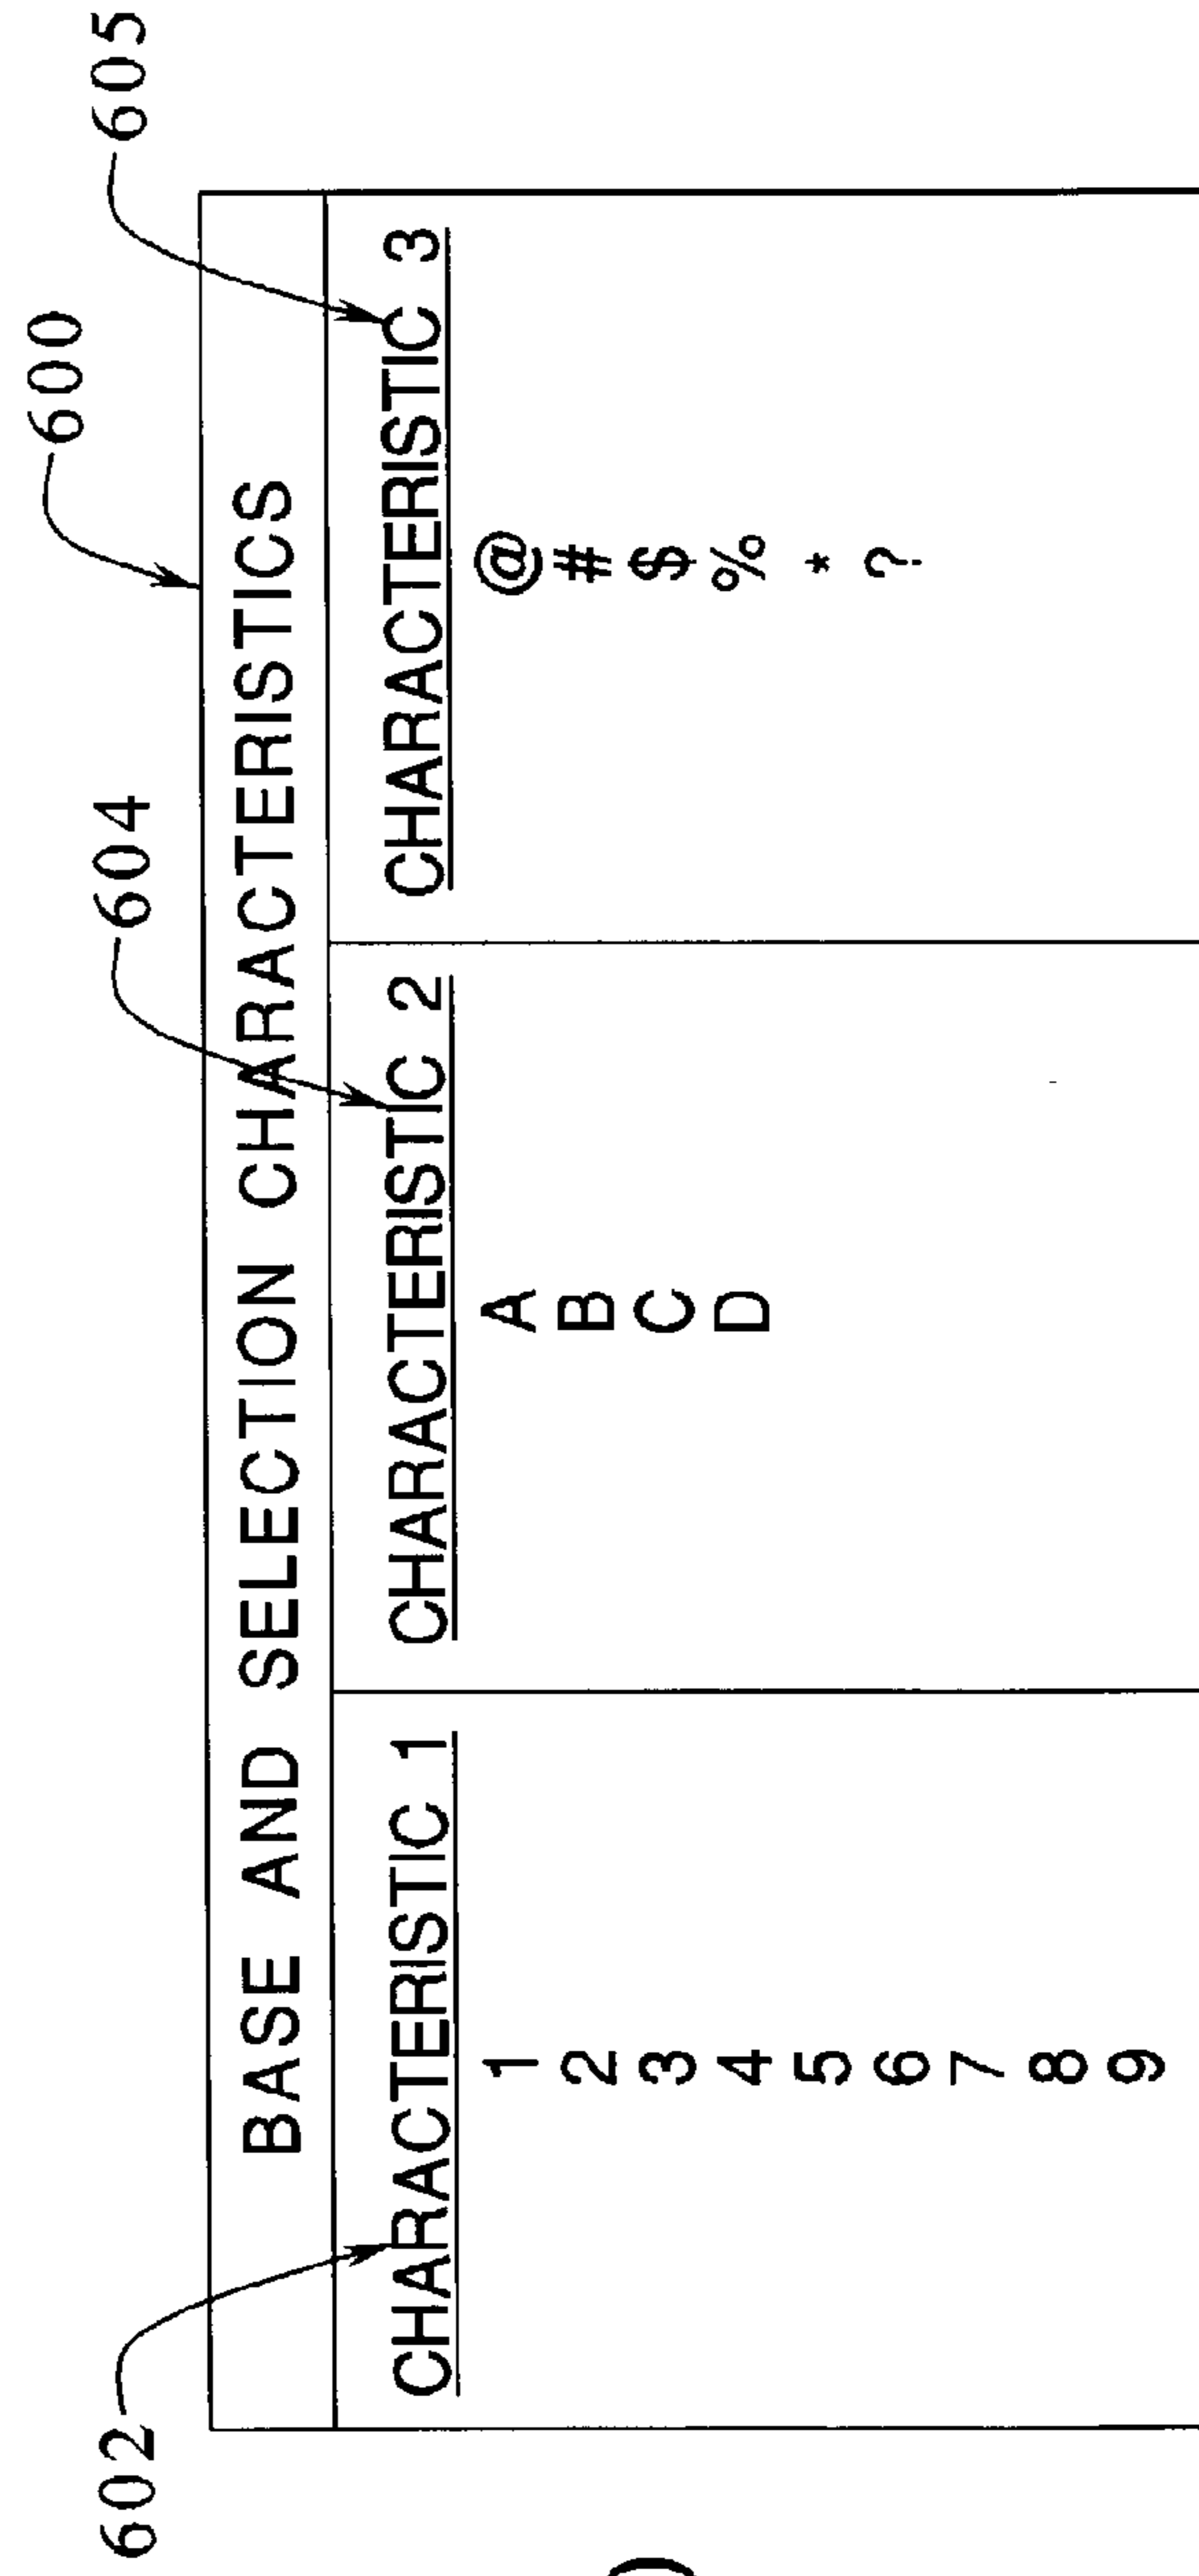 600
602 604 605
BASE AND SELECTION CHARACTERISTICS
CHARACTERISTIC 1 CHARACTERISTIC 2 CHARACTERISTIC 3
1 A @
2 B #
3 C $
4 D %
5 *
6 ?
7
8
9